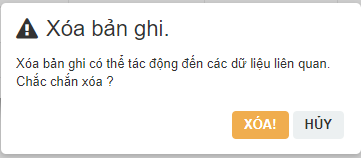 Xóa bản ghi.
Xóa bản ghi có thể tác động đến các dữ liệu liên quan.
Chắc chắn xóa ?
XÓA! HỦY